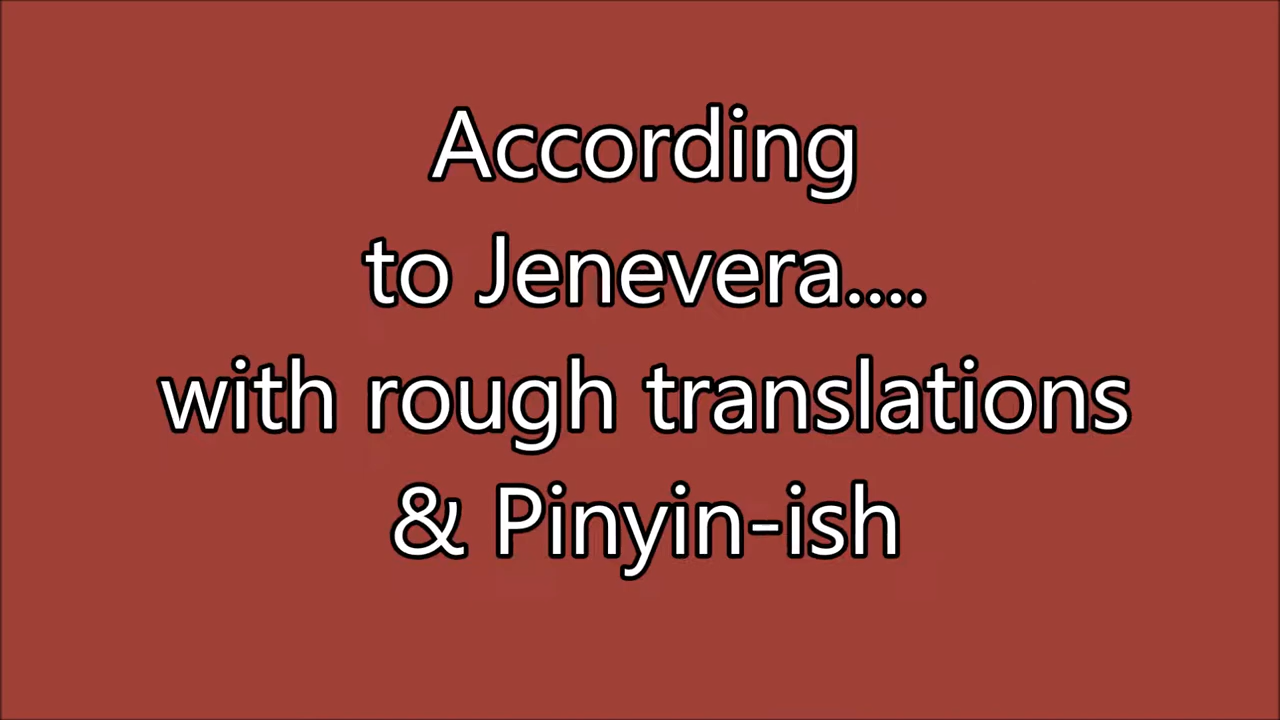 According
to Jenevera....
with rough translations
& Pinyin-ish